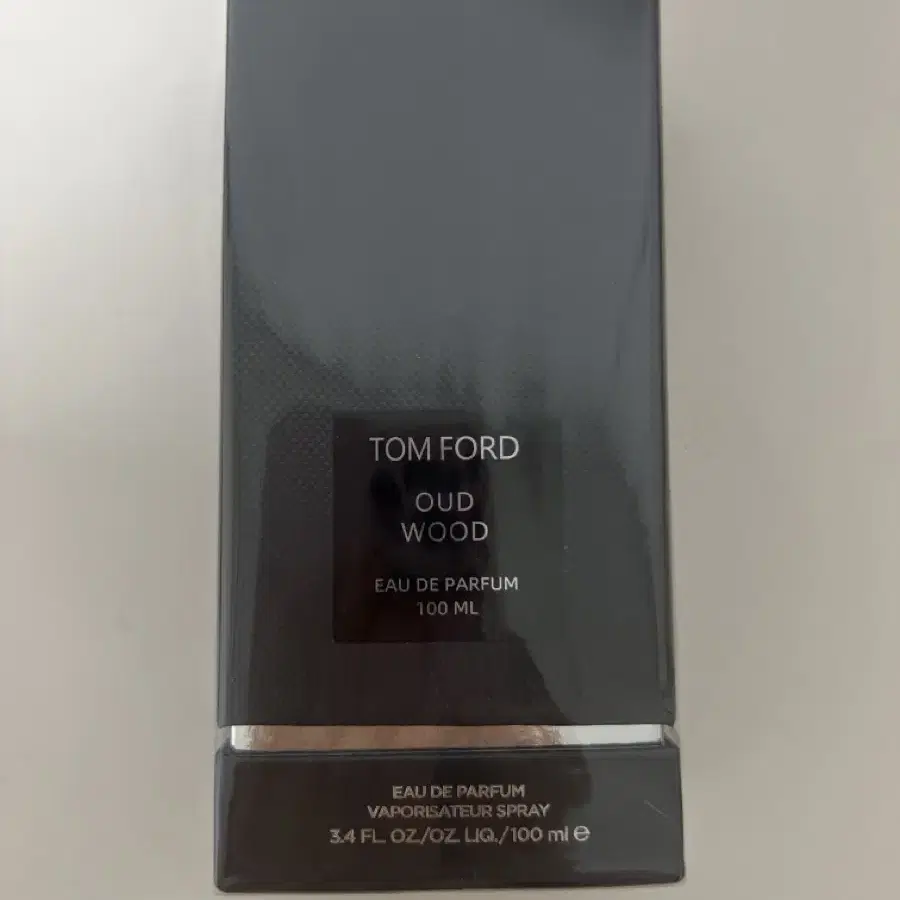 TOM FORD
OUD
WOOD
EAU DE PARFUM
100 ML
EAU DE PARFUM
VAPORISATEUR SPRAY
3.4 FL. OZ./OZ. LIQ./100 ml ℮